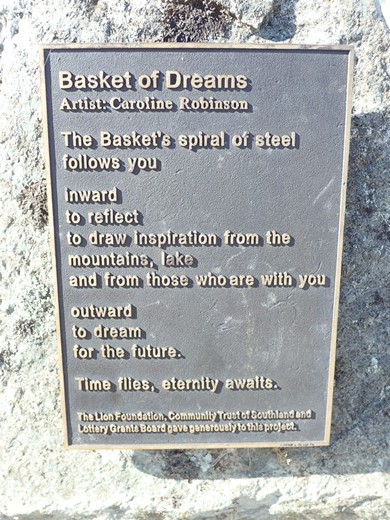 Basket of Dreams
Artist: Caroline Robinson
The Basket's spiral of steel
follows you
inward
to reflect
to draw inspiration from the
mountains, lake
and from those who are with you
outward
to dream
for the future.
Time flies, eternity awaits.
The Lion Foundation, Community Trust of Southland and
Lottery Grants Board gave generously to this project.